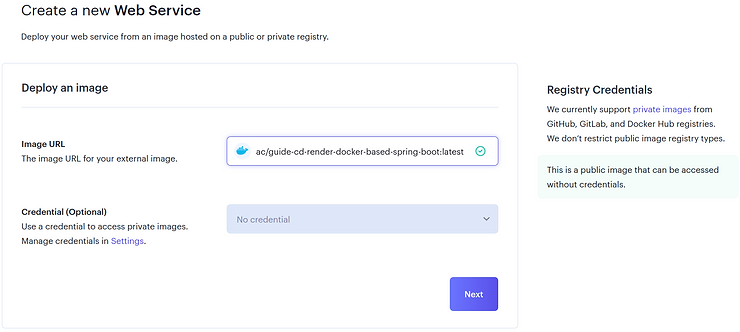 Create a new Web Service
Deploy your web service from an image hosted on a public or private registry.
Deploy an image
Image URL
The image URL for your external image.
ac/guide-cd-render-docker-based-spring-boot:latest
Credential (Optional)
Use a credential to access private images.
Manage credentials in Settings.
No credential
Next
Registry Credentials
We currently support private images from
GitHub, GitLab, and Docker Hub registries.
We don't restrict public image registry types.
This is a public image that can be accessed
without credentials.